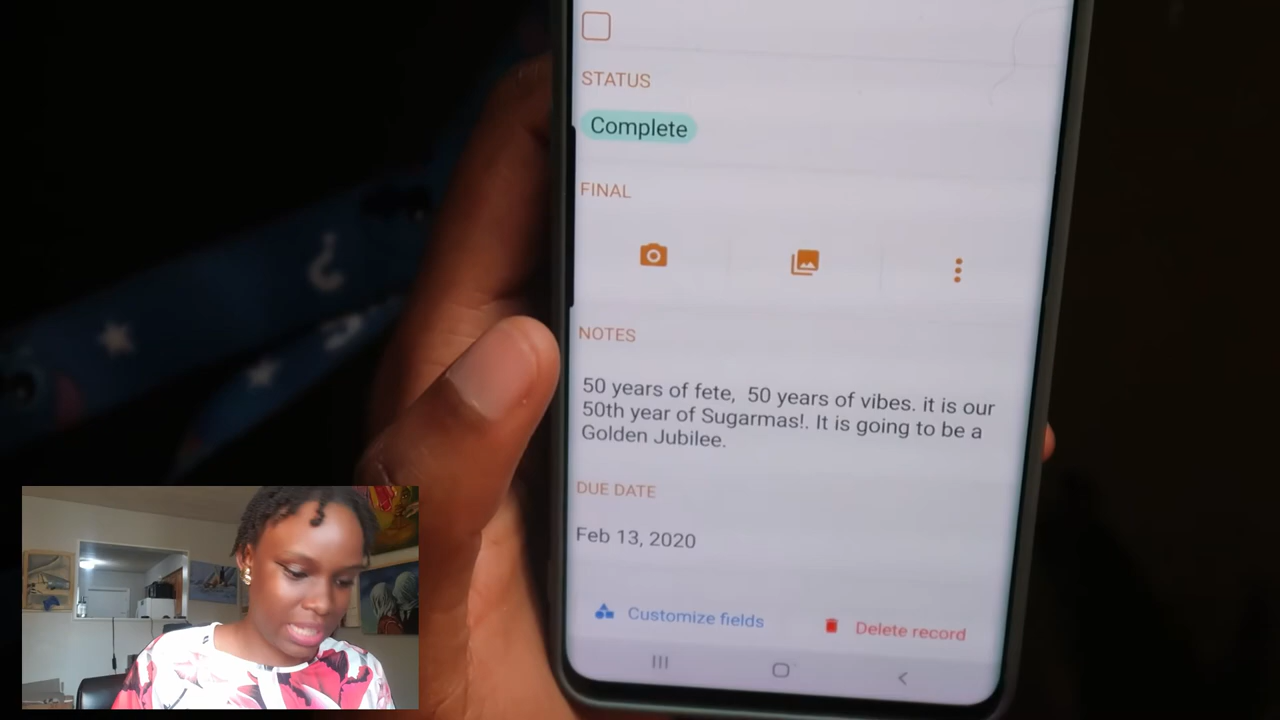 STATUS
Complete
FINAL
NOTES
50 years of fete, 50 years of vibes. it is our
50th year of Sugarmas!. It is going to be a
Golden Jubilee.
DUE DATE
Feb 13, 2020
Customize fields
Delete record